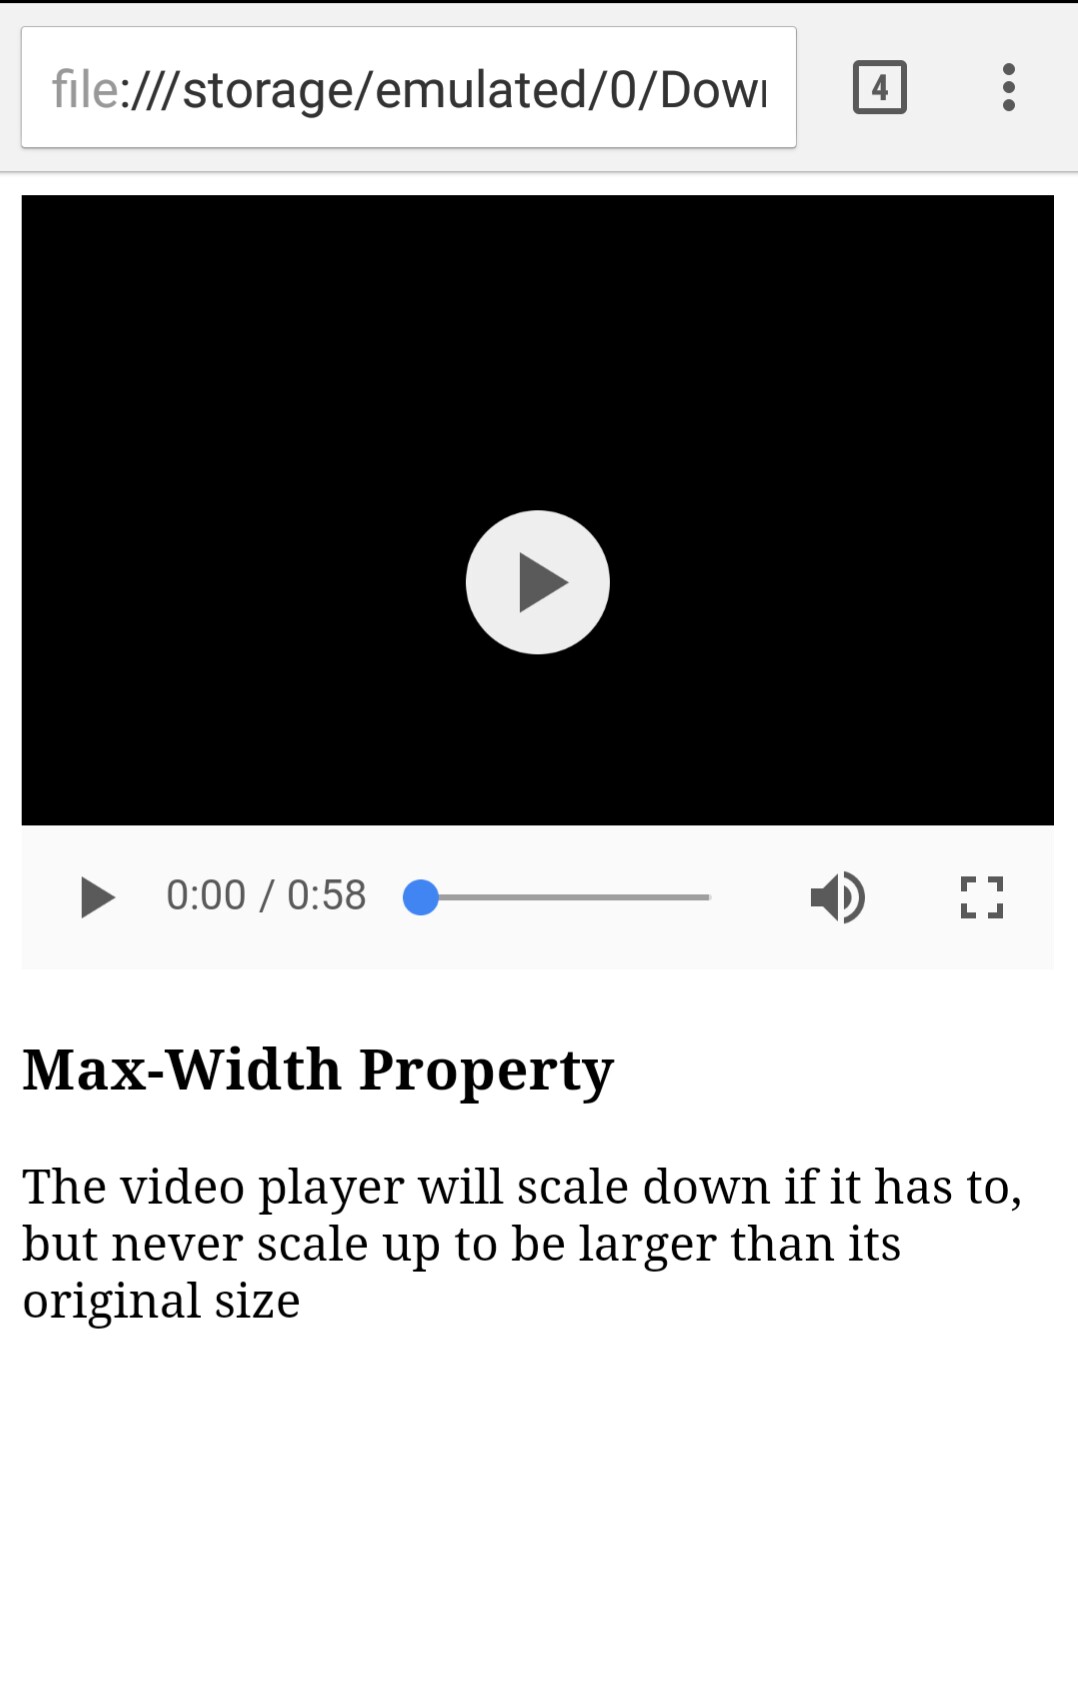 file:///storage/emulated/0/Down
4
0:00 / 0:58
Max-Width Property
The video player will scale down if it has to,
but never scale up to be larger than its
original size